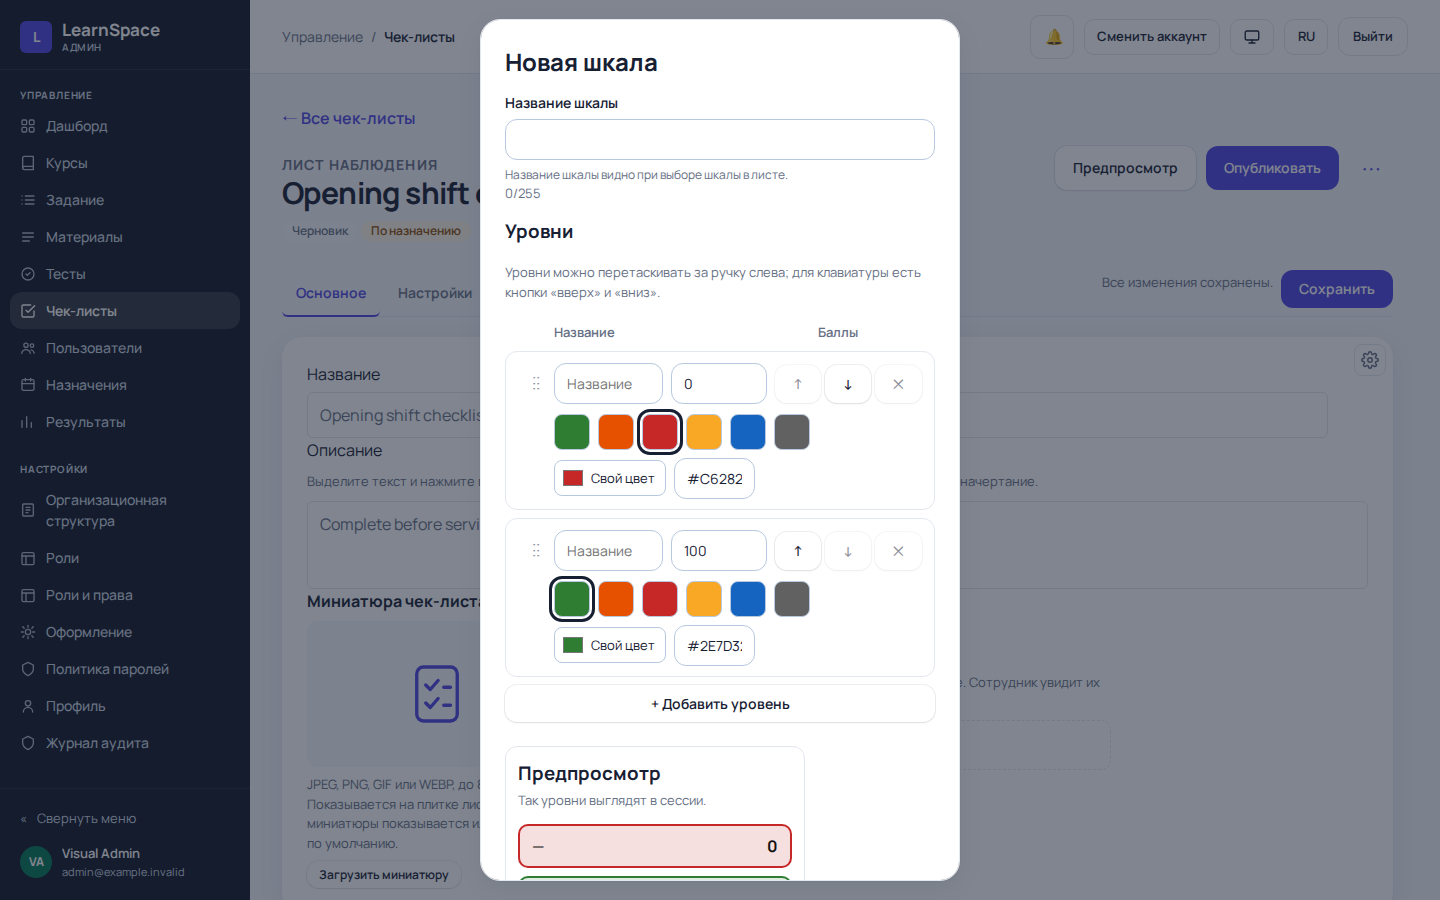 L
LearnSpace
АДМИН
УПРАВЛЕНИЕ
Дашборд
Курсы
Задание
Материалы
Тесты
Чек-листы
Пользователи
Назначения
Результаты
НАСТРОЙКИ
Организационная
структура
Роли
Роли и права
Оформление
Политика паролей
Профиль
Журнал аудита
« Свернуть меню
VA
Visual Admin
admin@example.invalid
Управление / Чек-листы
Сменить аккаунт
RU
Выйти
← Все чек-листы
ЛИСТ НАБЛЮДЕНИЯ
Opening shift
Черновик
По назначению
Предпросмотр
Опубликовать
...
Основное
Настройки
Все изменения сохранены.
Сохранить
Название
Opening shift checklis
Описание
Выделите текст и нажмите
начертание.
Complete before servi
Миниатюра чек-листа
JPEG, PNG, GIF или WEBP, до
Показывается на плитке
миниатюры показывается
по умолчанию.
Загрузить миниатюру
Сотрудник увидит их
Новая шкала
Название шкалы
Название шкалы видно при выборе шкалы в листе.
0/255
Уровни
Уровни можно перетаскивать за ручку слева; для клавиатуры есть
кнопки «вверх» и «вниз».
Название
Баллы
Название
0
↑
↓
×
Свой цвет
#C6282
Название
100
↑
↓
×
Свой цвет
#2E7D3
+ Добавить уровень
Предпросмотр
Так уровни выглядят в сессии.
—
0